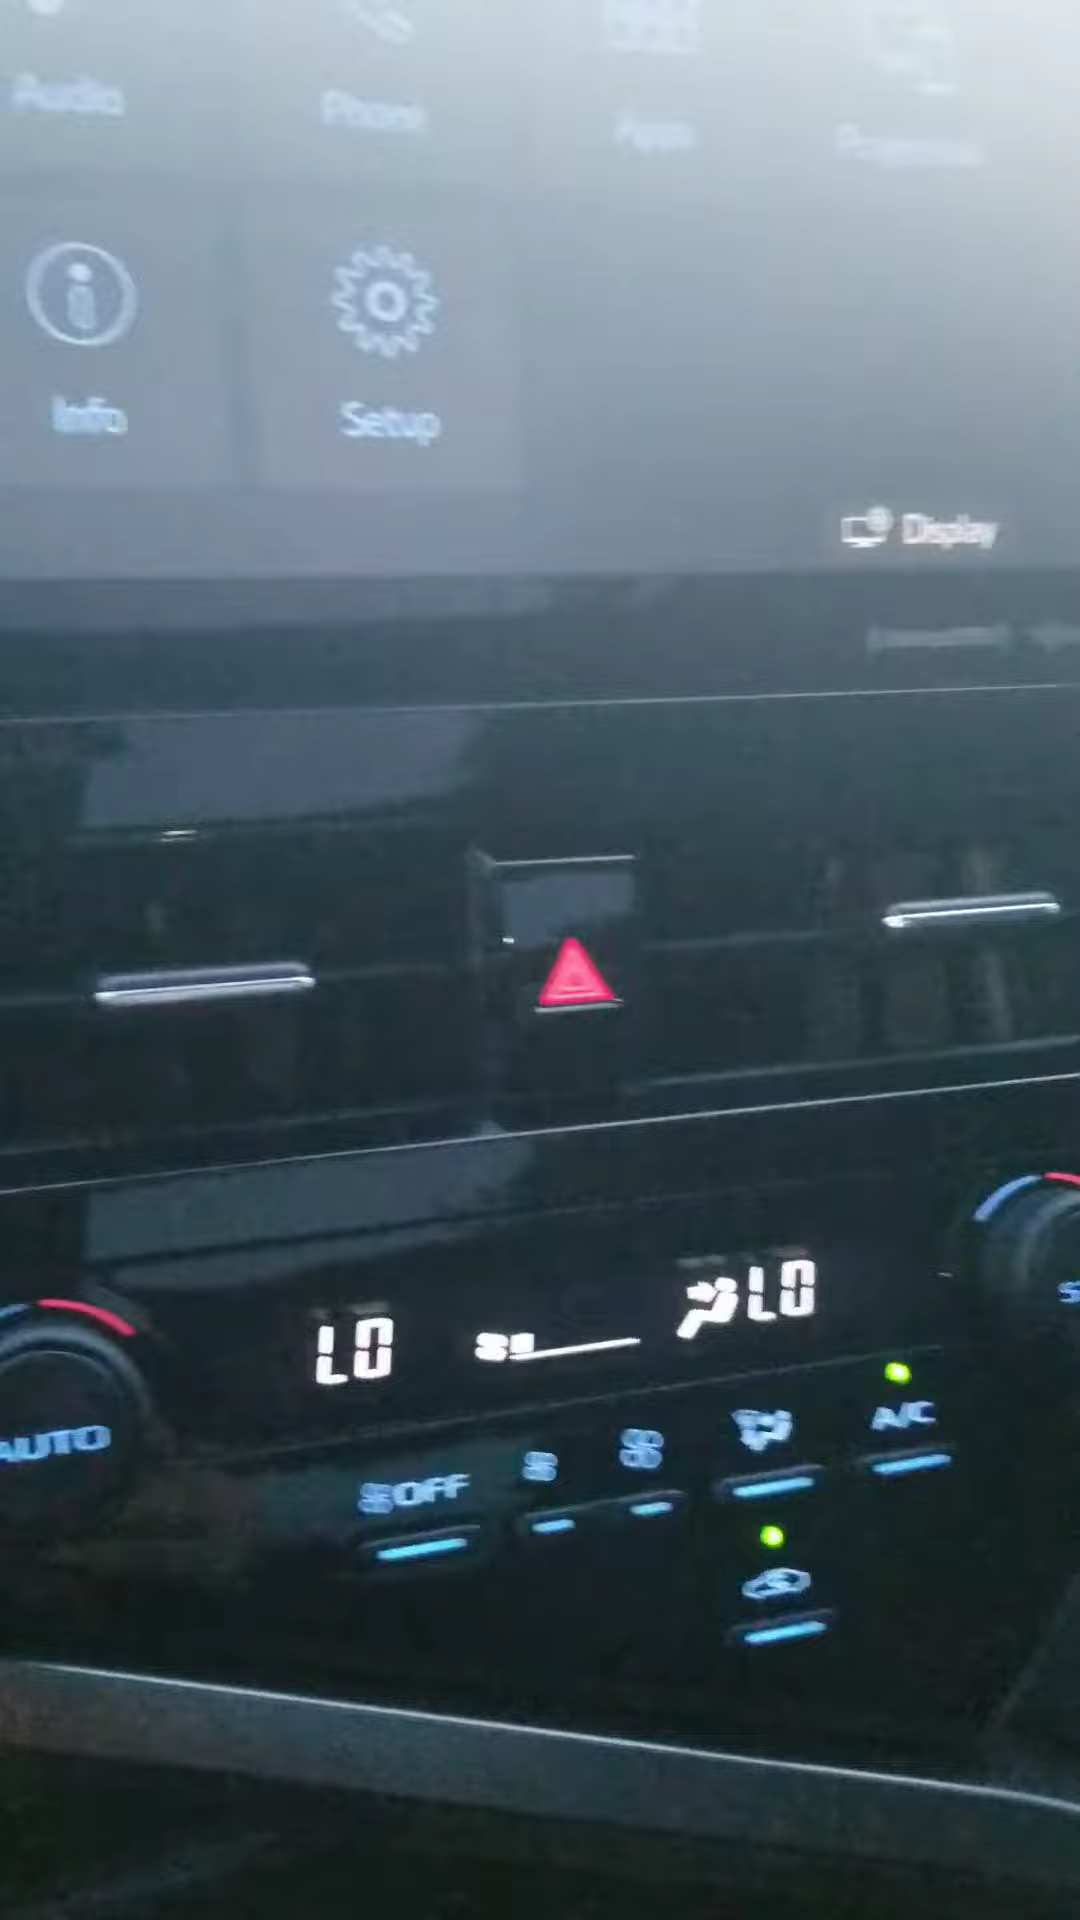 Audio Phone Apps
Info Setup
Display
LO LO
AUTO OFF A/C